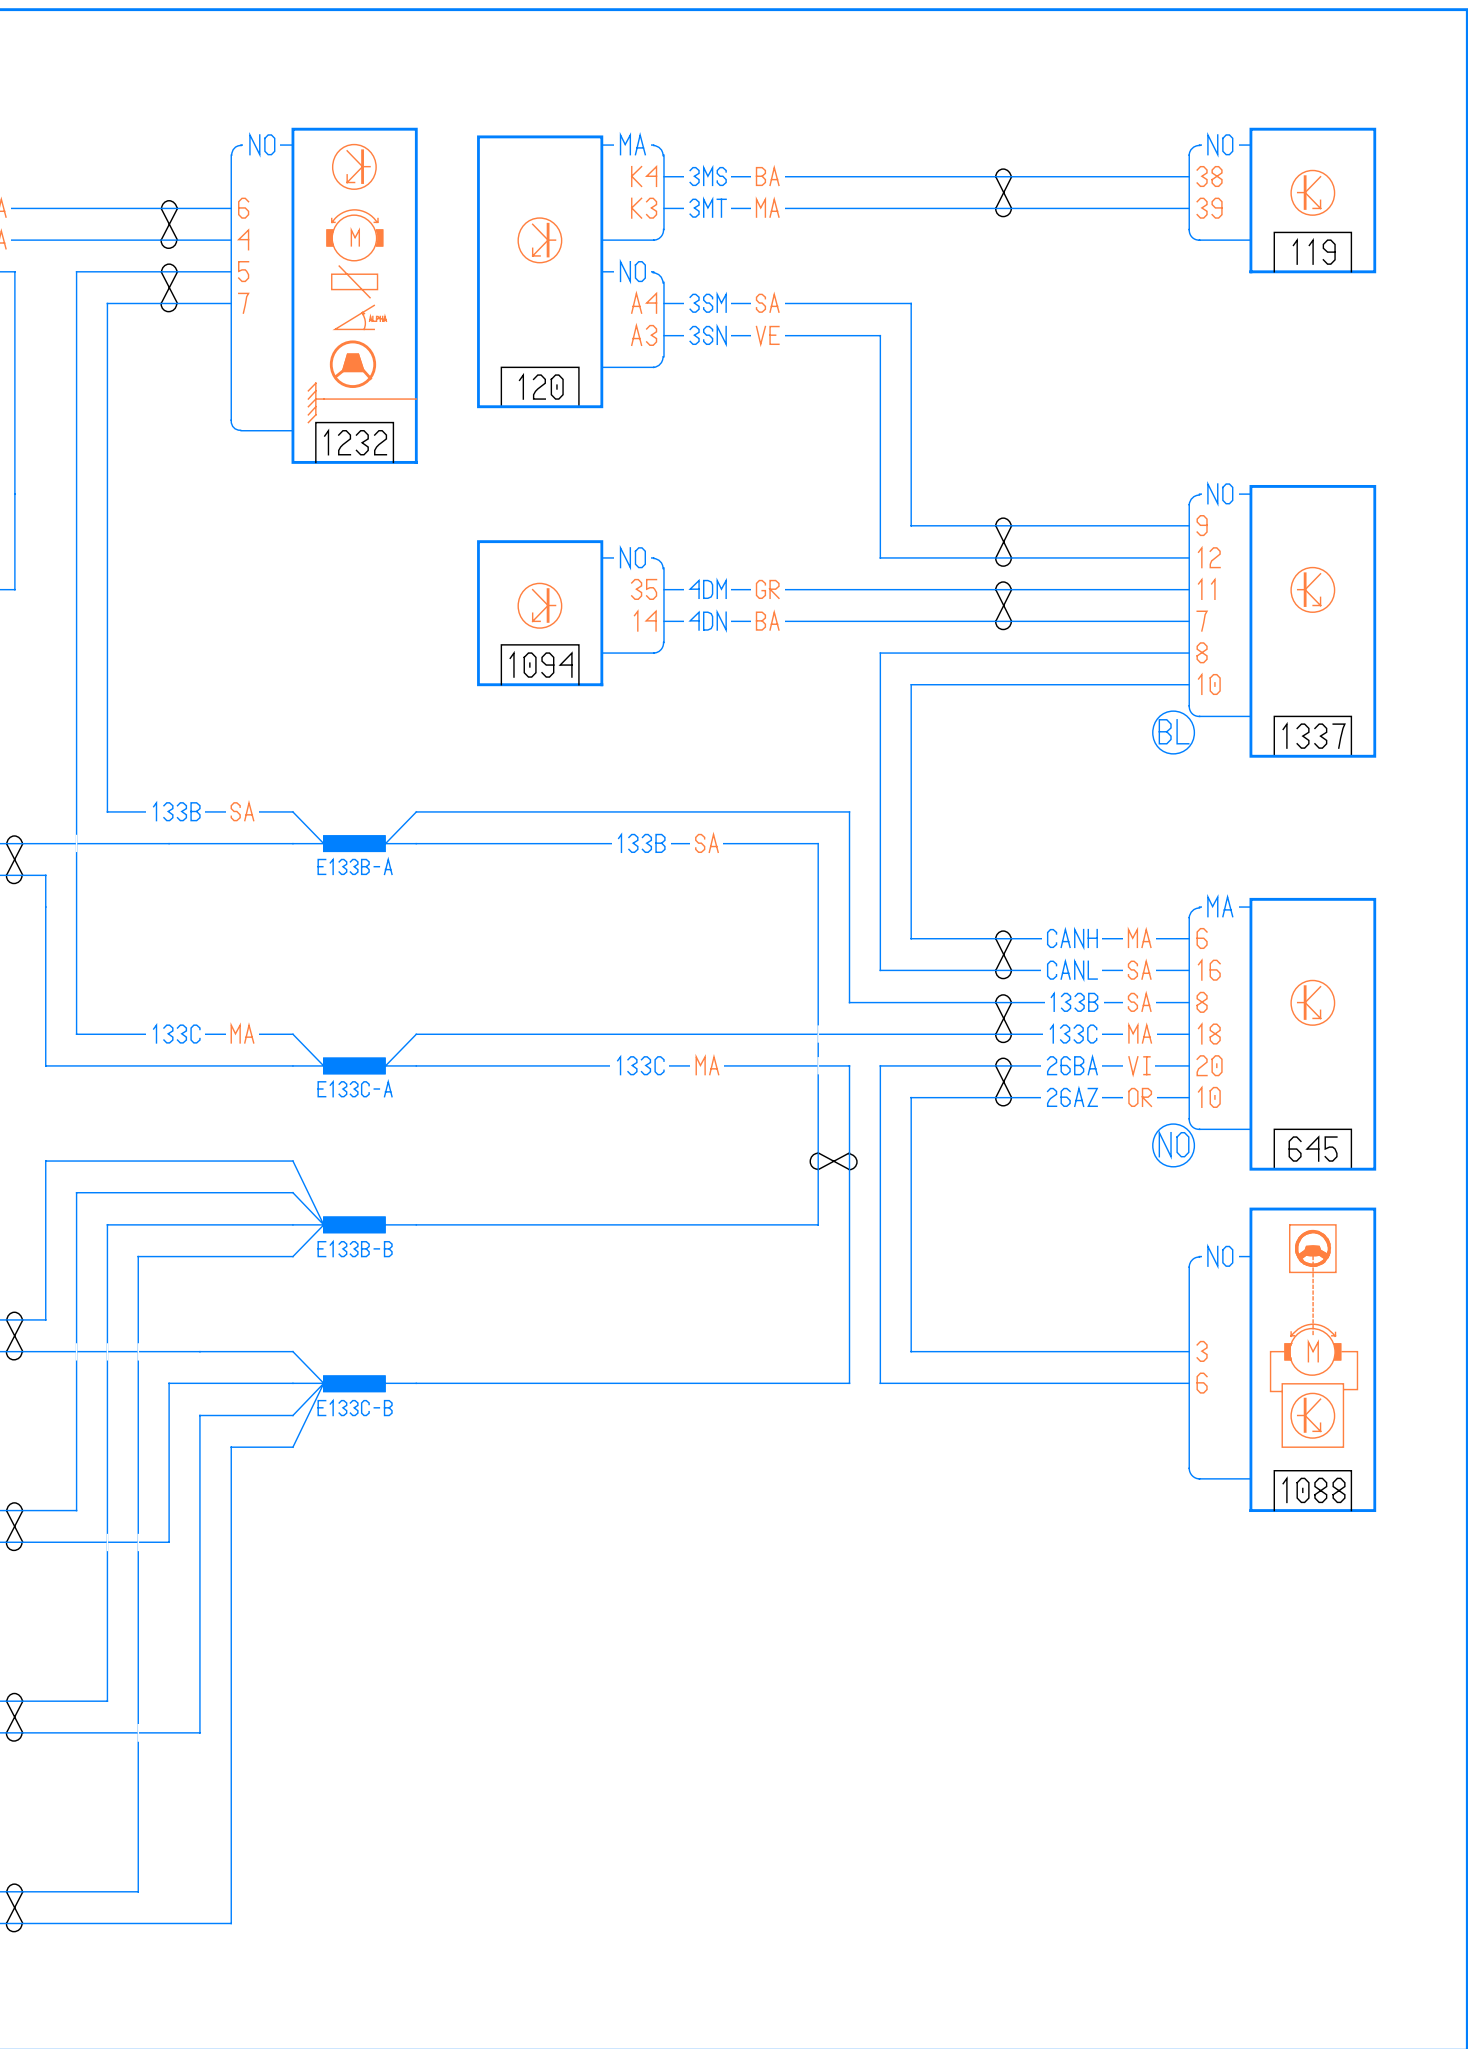 NO
MA
NO
K4 3MS BA
38
A
6
K3 3MT MA
39
A
4
M
119
5
NO
7
A4 3SM SA
ALPHA
A3 3SN VE
120
1232
NO
9
NO
12
35 4DM GR
11
14 4DN BA
7
8
1094
10
BL
1337
133B SA
133B SA
E133B-A
MA
CANH MA 6
CANL SA 16
133B SA 8
133C MA
133C MA 18
133C MA
26BA VI 20
E133C-A
26AZ OR 10
NO
645
E133B-B
NO
3
M
6
E133C-B
1088